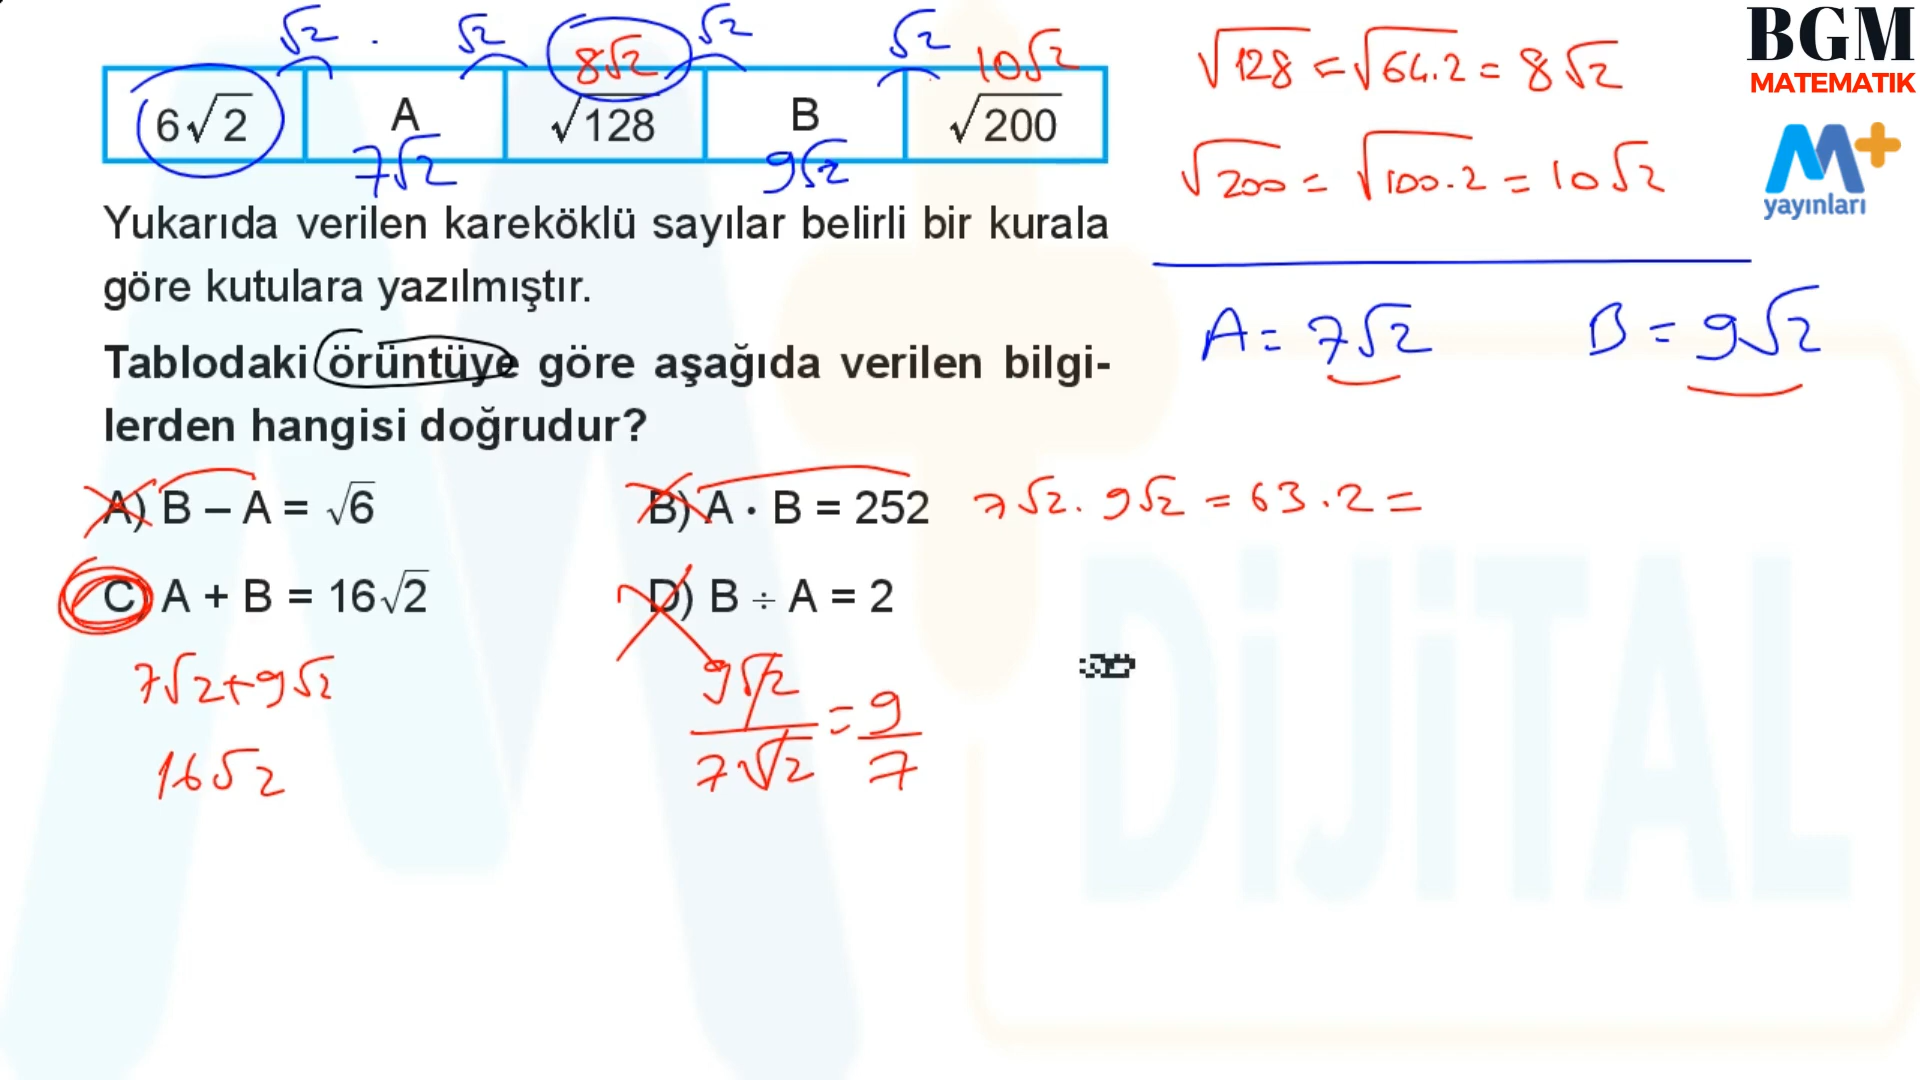 √2 . √2 8√2 √2 √2 10√2
6√2 A √128 B √200
7√2 9√2
Yukarıda verilen kareköklü sayılar belirli bir kurala
göre kutulara yazılmıştır.
Tablodaki örüntüye göre aşağıda verilen bilgi-
lerden hangisi doğrudur?
A) B – A = √6
B) A · B = 252
7√2 . 9√2 = 63 . 2 =
C) A + B = 16√2
D) B ÷ A = 2
7√2+9√2
16√2
9√2 / 7√2 = 9 / 7
√128 = √64.2 = 8√2
√200 = √100.2 = 10√2
A = 7√2 B = 9√2
BGM
MATEMATIK
M+
yayınları
DİJİTAL